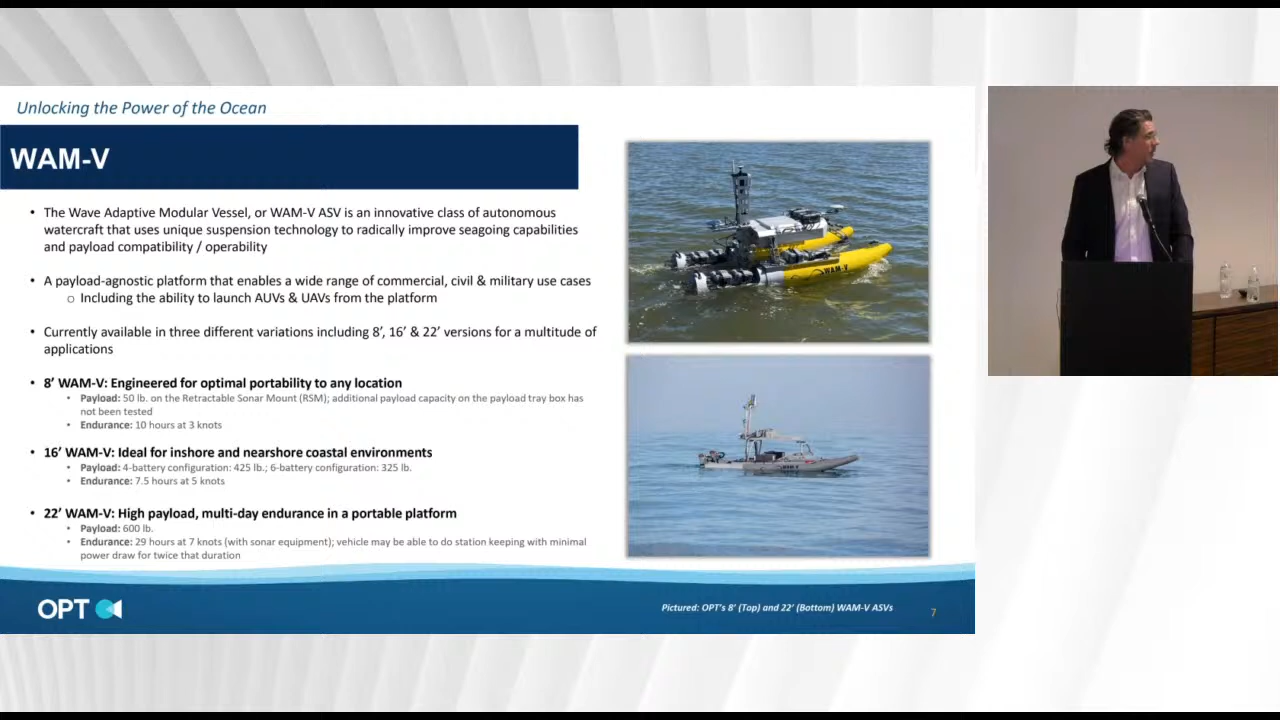 Unlocking the Power of the Ocean
WAM-V
• The Wave Adaptive Modular Vessel, or WAM-V ASV is an innovative class of autonomous
watercraft that uses unique suspension technology to radically improve seagoing capabilities
and payload compatibility / operability
• A payload-agnostic platform that enables a wide range of commercial, civil & military use cases
o Including the ability to launch AUVs & UAVs from the platform
• Currently available in three different variations including 8’, 16’ & 22’ versions for a multitude of
applications
• 8’ WAM-V: Engineered for optimal portability to any location
• Payload: 50 lb. on the Retractable Sonar Mount (RSM); additional payload capacity on the payload tray box has
not been tested
• Endurance: 10 hours at 3 knots
• 16’ WAM-V: Ideal for inshore and nearshore coastal environments
• Payload: 4-battery configuration: 425 lb.; 6-battery configuration: 325 lb.
• Endurance: 7.5 hours at 5 knots
• 22’ WAM-V: High payload, multi-day endurance in a portable platform
• Payload: 600 lb.
• Endurance: 29 hours at 7 knots (with sonar equipment); vehicle may be able to do station keeping with minimal
power draw for twice that duration
WAM-V
WAM-V
OPT
Pictured: OPT’s 8’ (Top) and 22’ (Bottom) WAM-V ASVs
7